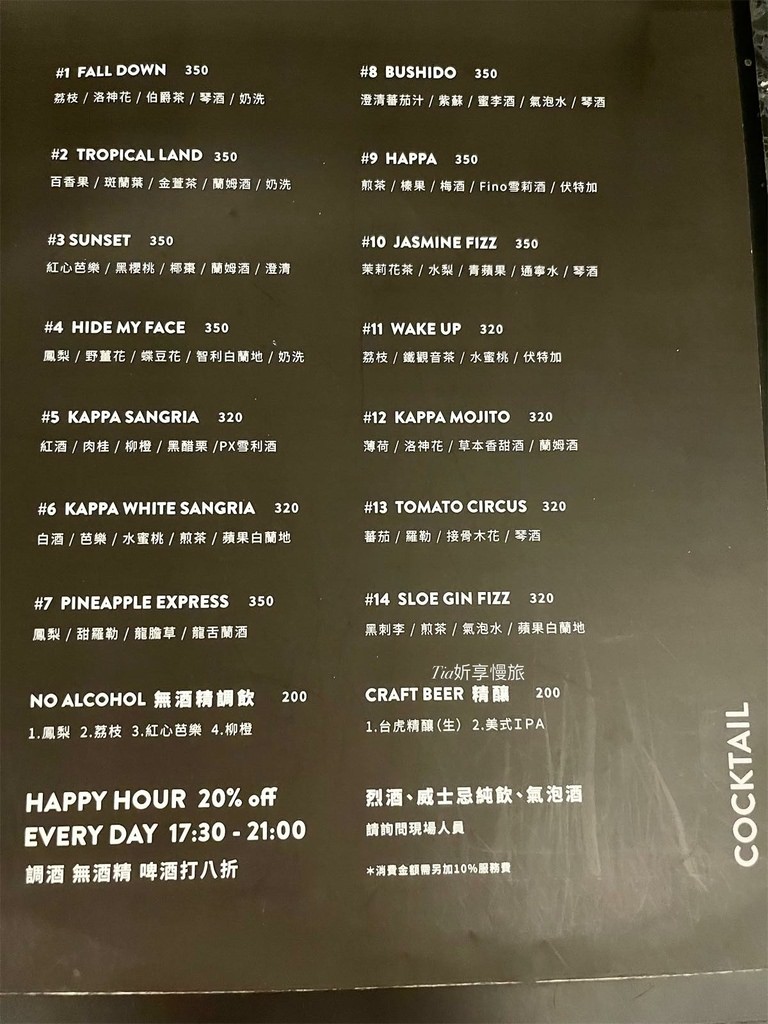 #1 FALL DOWN 350
荔枝 / 洛神花 / 伯爵茶 / 琴酒 / 奶洗
#2 TROPICAL LAND 350
百香果 / 斑蘭葉 / 金萱茶 / 蘭姆酒 / 奶洗
#3 SUNSET 350
紅心芭樂 / 黑櫻桃 / 椰棗 / 蘭姆酒 / 澄清
#4 HIDE MY FACE 350
鳳梨 / 野薑花 / 蝶豆花 / 智利白蘭地 / 奶洗
#5 KAPPA SANGRIA 320
紅酒 / 肉桂 / 柳橙 / 黑醋栗 /PX雪利酒
#6 KAPPA WHITE SANGRIA 320
白酒 / 芭樂 / 水蜜桃 / 煎茶 / 蘋果白蘭地
#7 PINEAPPLE EXPRESS 350
鳳梨 / 甜羅勒 / 龍膽草 / 龍舌蘭酒
NO ALCOHOL 無酒精調飲 200
1.鳳梨 2.荔枝 3.紅心芭樂 4.柳橙
HAPPY HOUR 20% off
EVERY DAY 17:30 - 21:00
調酒 無酒精 啤酒打八折
#8 BUSHIDO 350
澄清蕃茄汁 / 紫蘇 / 蜜李酒 / 氣泡水 / 琴酒
#9 HAPPA 350
煎茶 / 榛果 / 梅酒 / Fino雪莉酒 / 伏特加
#10 JASMINE FIZZ 350
茉莉花茶 / 水梨 / 青蘋果 / 通寧水 / 琴酒
#11 WAKE UP 320
荔枝 / 鐵觀音茶 / 水蜜桃 / 伏特加
#12 KAPPA MOJITO 320
薄荷 / 洛神花 / 草本香甜酒 / 蘭姆酒
#13 TOMATO CIRCUS 320
蕃茄 / 羅勒 / 接骨木花 / 琴酒
#14 SLOE GIN FIZZ 320
黑刺李 / 煎茶 / 氣泡水 / 蘋果白蘭地
Tia妡享慢旅
CRAFT BEER 精釀 200
1.台虎精釀(生) 2.美式IPA
烈酒、威士忌純飲、氣泡酒
請詢問現場人員
*消費金額需另加10%服務費
COCKTAIL